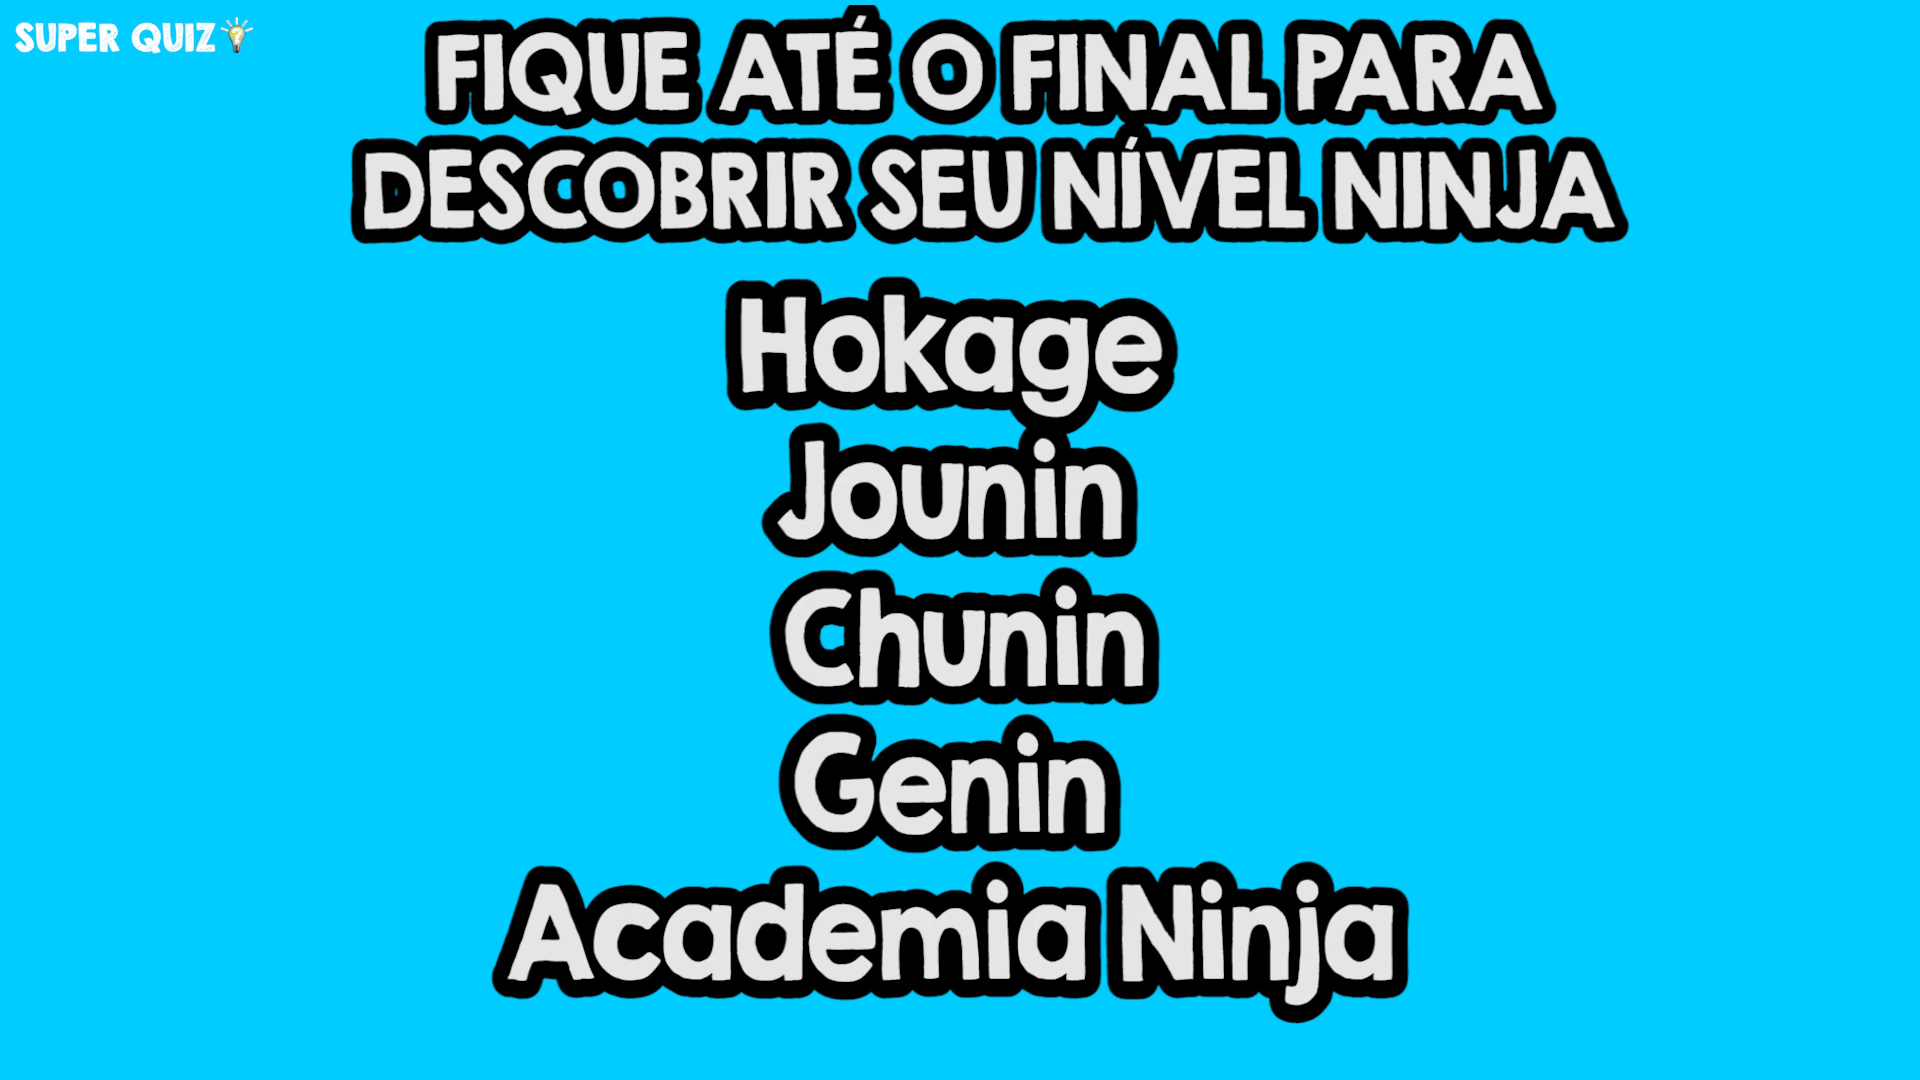 SUPER QUIZ
FIQUE ATÉ O FINAL PARA
DESCOBRIR SEU NÍVEL NINJA
Hokage
Jounin
Chunin
Genin
Academia Ninja